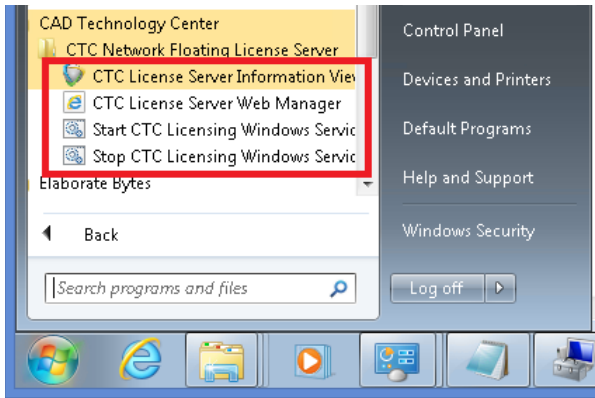 CAD Technology Center
CTC Network Floating License Server
CTC License Server Information Viev
CTC License Server Web Manager
Start CTC Licensing Windows Servic
Stop CTC Licensing Windows Servic
Elaborate Bytes
Back
Search programs and files
Control Panel
Devices and Printers
Default Programs
Help and Support
Windows Security
Log off